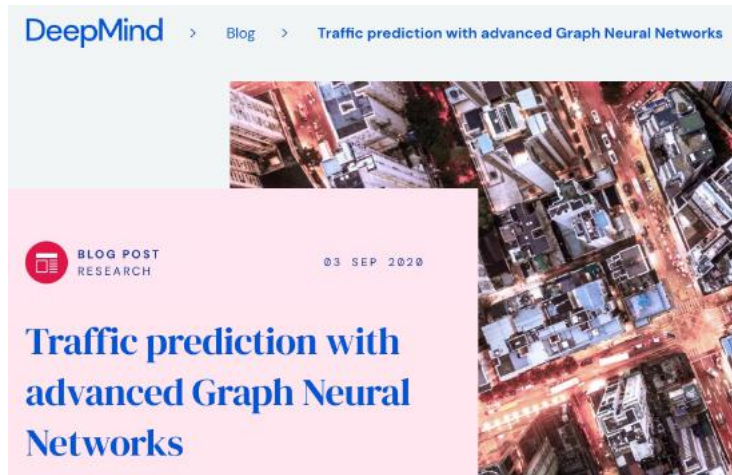 DeepMind > Blog > Traffic prediction with advanced Graph Neural Networks
BLOG POST
RESEARCH
03 SEP 2020
Traffic prediction with
advanced Graph Neural
Networks